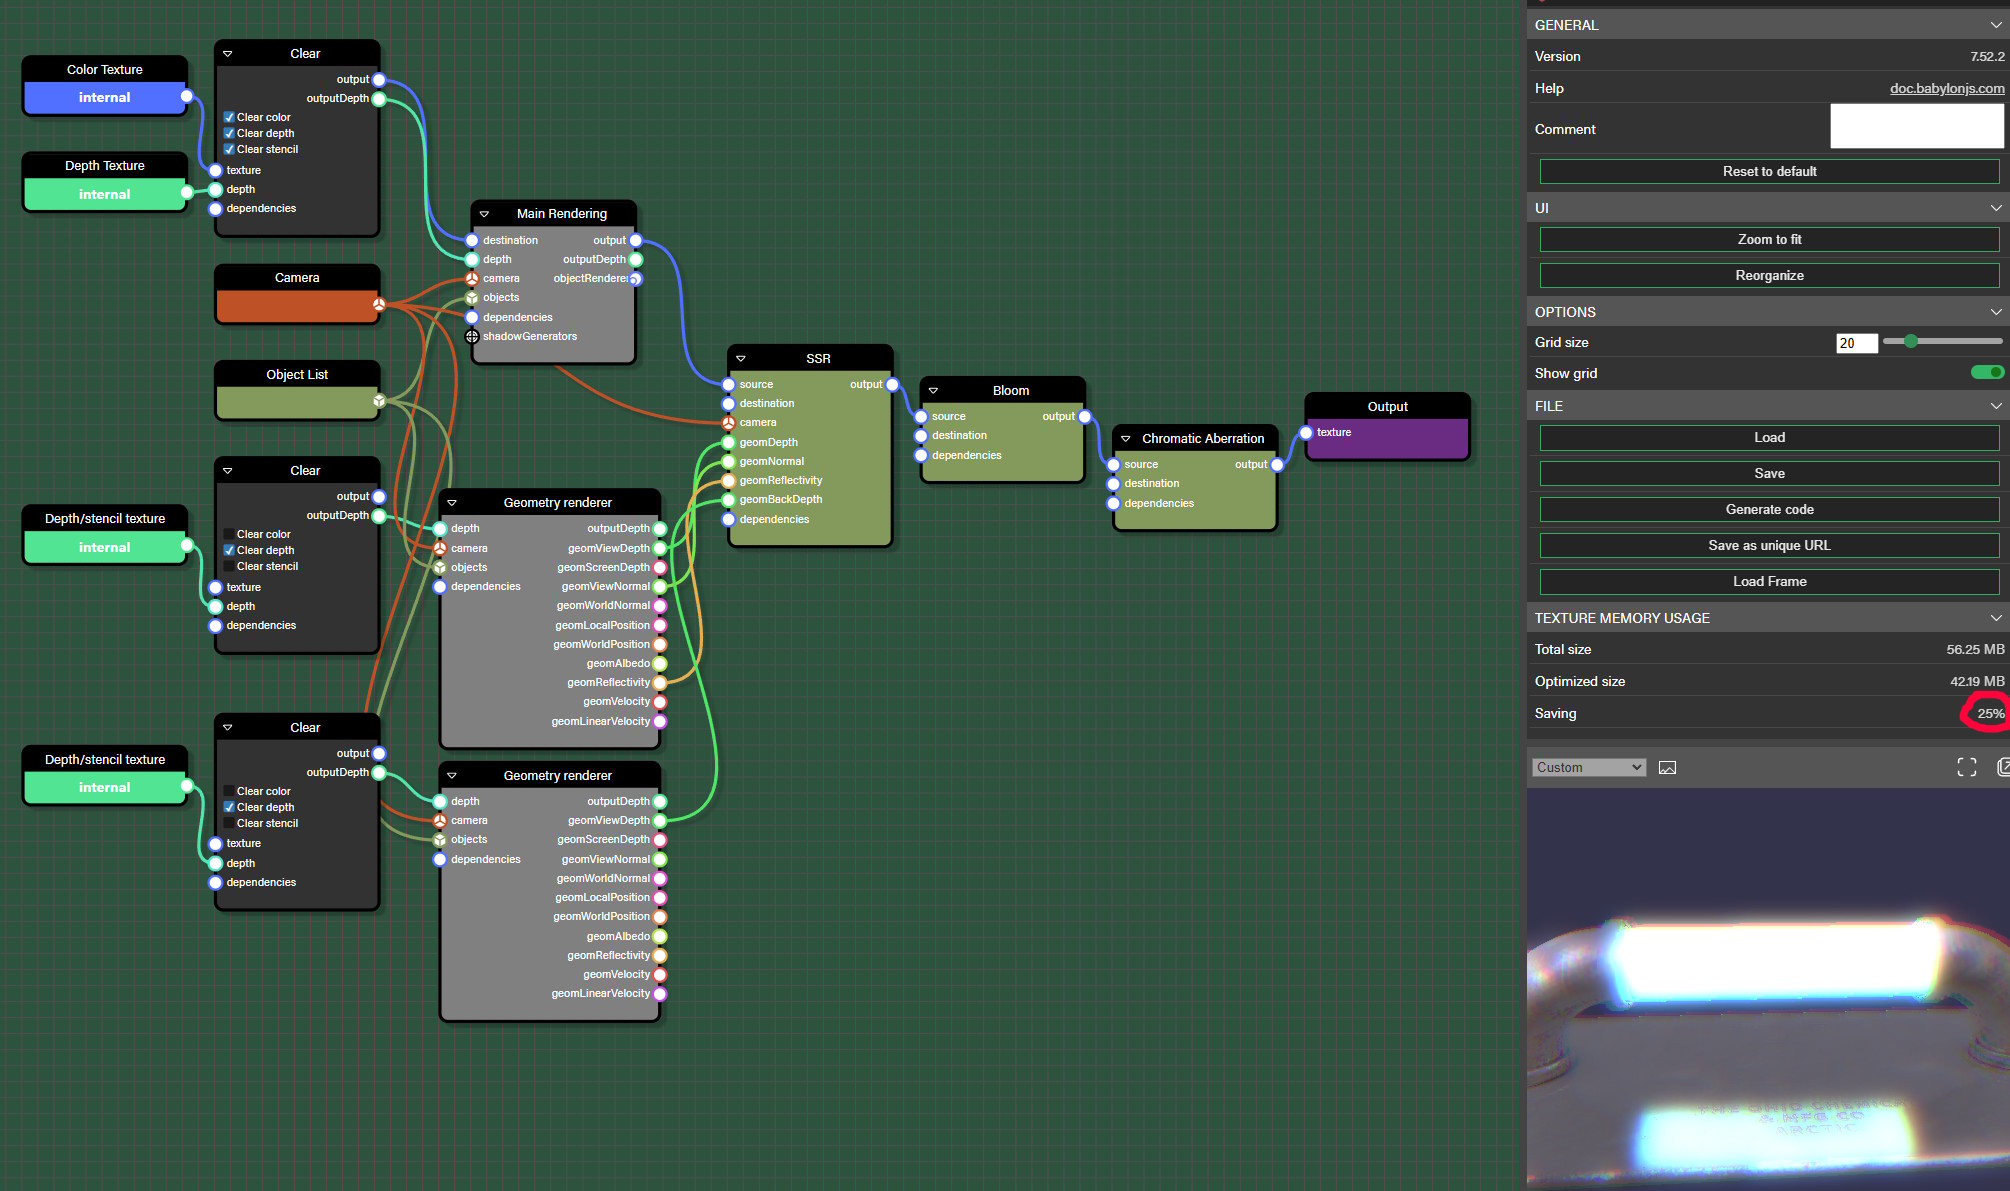 Color Texture
internal
Depth Texture
internal
Clear
output
outputDepth
Clear color
Clear depth
Clear stencil
texture
depth
dependencies
Camera
Object List
Main Rendering
destination output
depth outputDepth
camera objectRenderer
objects
dependencies
shadowGenerators
Depth/stencil texture
internal
Clear
output
outputDepth
Clear color
Clear depth
Clear stencil
texture
depth
dependencies
Geometry renderer
depth outputDepth
camera geomViewDepth
objects geomScreenDepth
dependencies geomViewNormal
geomWorldNormal
geomLocalPosition
geomWorldPosition
geomAlbedo
geomReflectivity
geomVelocity
geomLinearVelocity
Depth/stencil texture
internal
Clear
output
outputDepth
Clear color
Clear depth
Clear stencil
texture
depth
dependencies
Geometry renderer
depth outputDepth
camera geomViewDepth
objects geomScreenDepth
dependencies geomViewNormal
geomWorldNormal
geomLocalPosition
geomWorldPosition
geomAlbedo
geomReflectivity
geomVelocity
geomLinearVelocity
SSR
source output
destination
camera
geomDepth
geomNormal
geomReflectivity
geomBackDepth
dependencies
Bloom
source output
destination
dependencies
Chromatic Aberration
source output
destination
dependencies
Output
texture
GENERAL
Version 7.52.2
Help doc.babylonjs.com
Comment
Reset to default
UI
Zoom to fit
Reorganize
OPTIONS
Grid size 20
Show grid
FILE
Load
Save
Generate code
Save as unique URL
Load Frame
TEXTURE MEMORY USAGE
Total size 56.25 MB
Optimized size 42.19 MB
Saving 25%
Custom
& MFG CO
ARCTIC